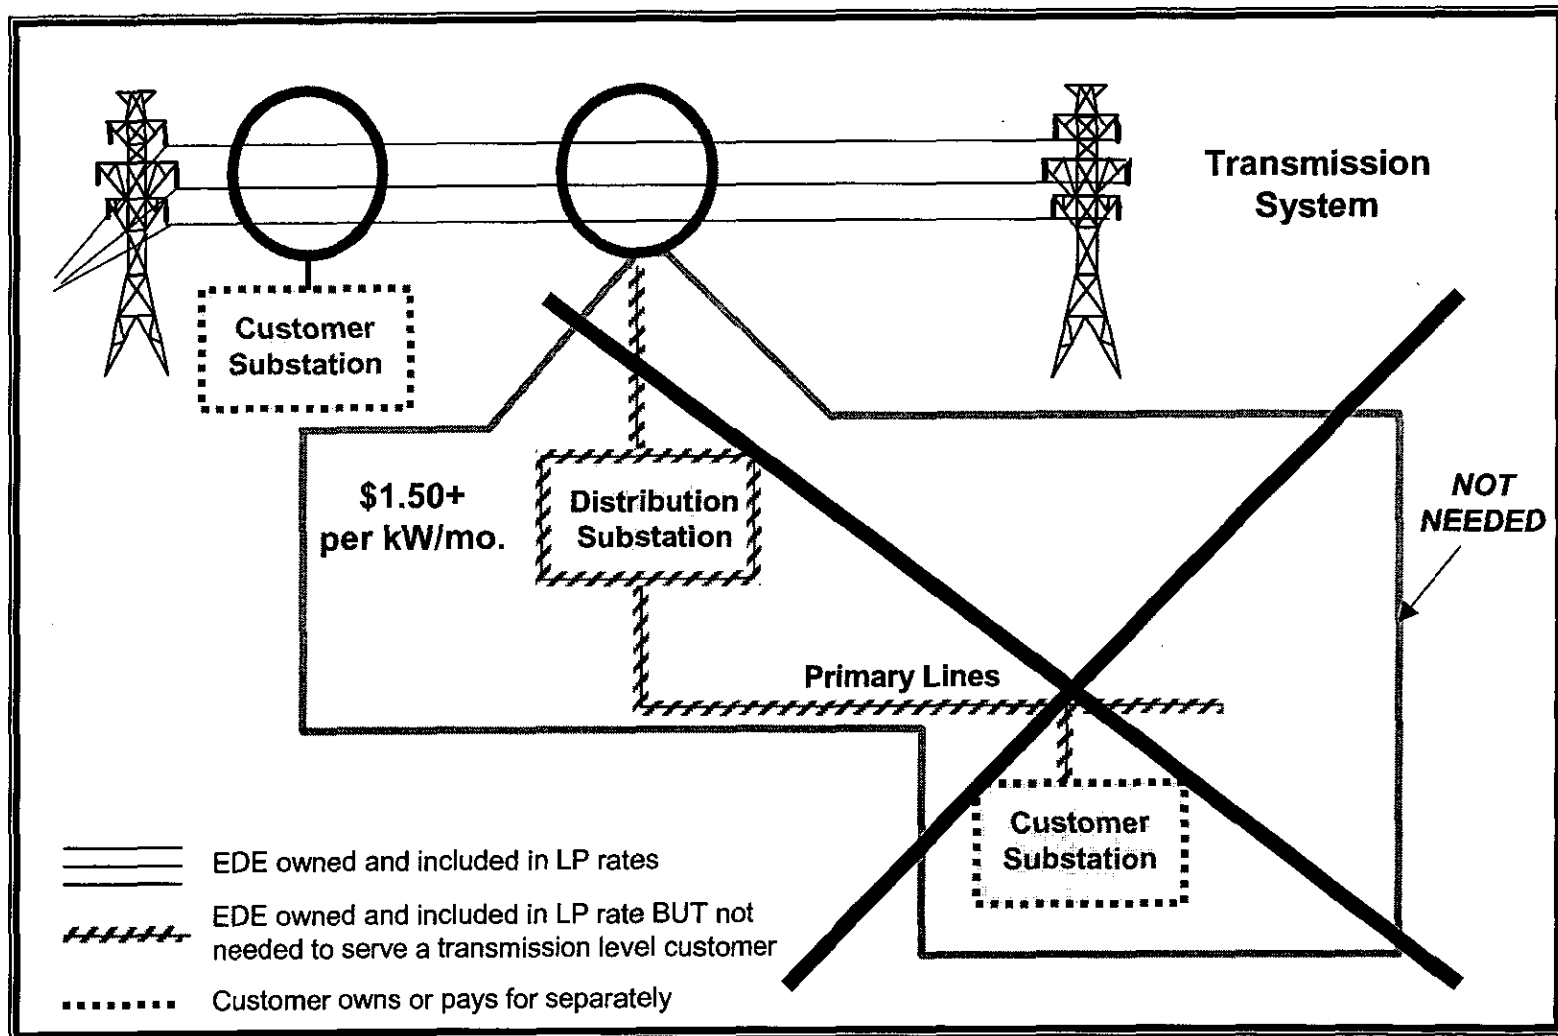 Transmission
System
Customer
Substation
$1.50+
per kW/mo.
Distribution
Substation
NOT
NEEDED
Primary Lines
Customer
Substation
EDE owned and included in LP rates
EDE owned and included in LP rate BUT not
needed to serve a transmission level customer
Customer owns or pays for separately